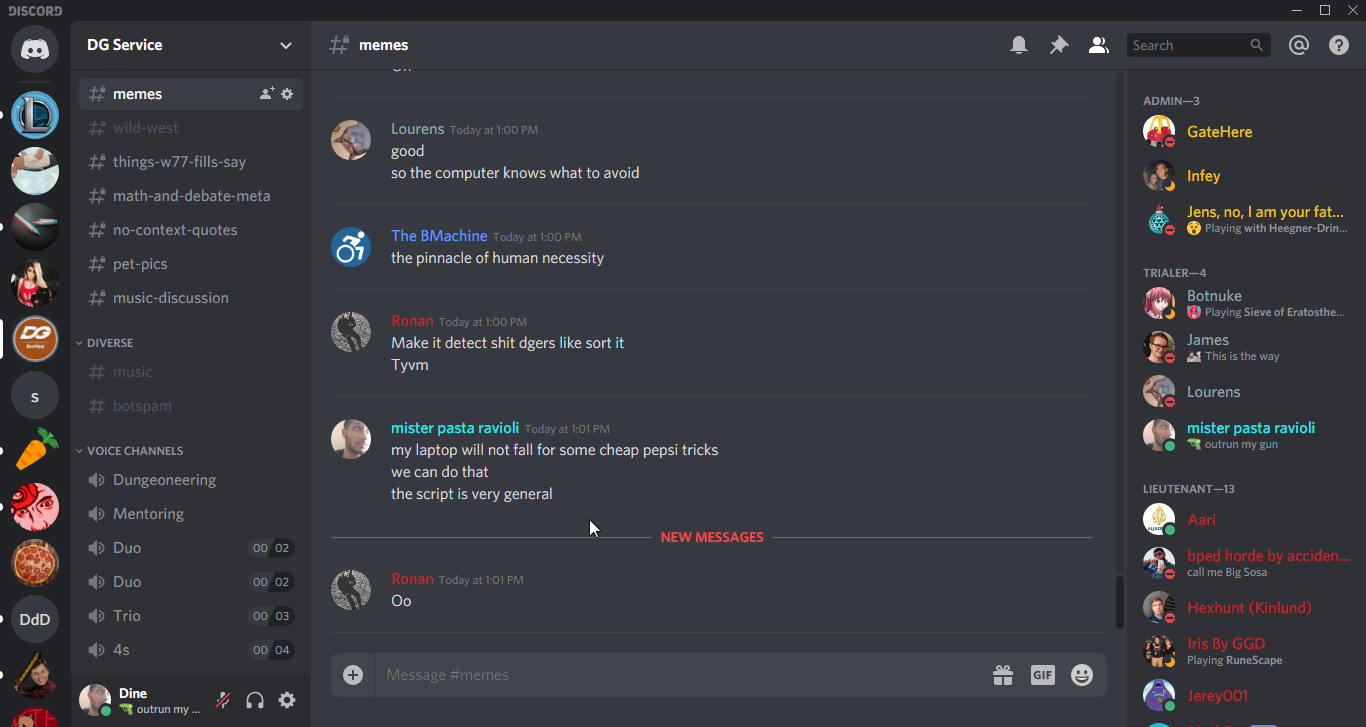 DISCORD
DG Service
memes
Search
memes
wild-west
things-w77-fills-say
math-and-debate-meta
no-context-quotes
pet-pics
music-discussion
DIVERSE
music
botspam
VOICE CHANNELS
Dungeoneering
Mentoring
Duo 00 02
Duo 00 02
Trio 00 03
4s 00 04
S
DdD
DG
Dine
outrun my ...
Lourens Today at 1:00 PM
good
so the computer knows what to avoid
The BMachine Today at 1:00 PM
the pinnacle of human necessity
Ronan Today at 1:00 PM
Make it detect shit dgers like sort it
Tyvm
mister pasta ravioli Today at 1:01 PM
my laptop will not fall for some cheap pepsi tricks
we can do that
the script is very general
NEW MESSAGES
Ronan Today at 1:01 PM
Oo
Message #memes
GIF
ADMIN—3
GateHere
Infey
Jens, no, I am your fat...
Playing with Heegner-Drin...
TRIALER—4
Botnuke
Playing Sieve of Eratosthe...
James
This is the way
Lourens
mister pasta ravioli
outrun my gun
LIEUTENANT—13
Aari
bped horde by acciden...
call me Big Sosa
Hexhunt (Kinlund)
Iris By GGD
Playing RuneScape
Jerey001